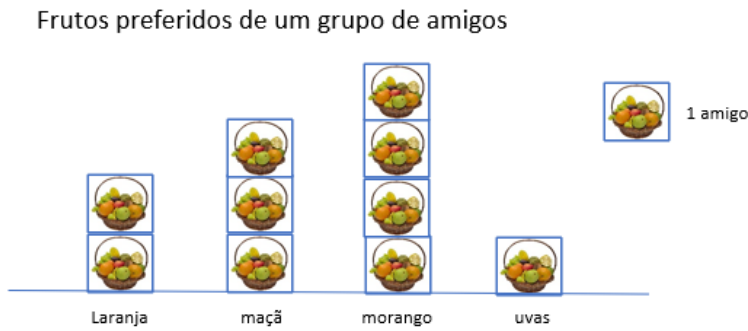 Frutos preferidos de um grupo de amigos
1 amigo
Laranja
maçã
morango
uvas